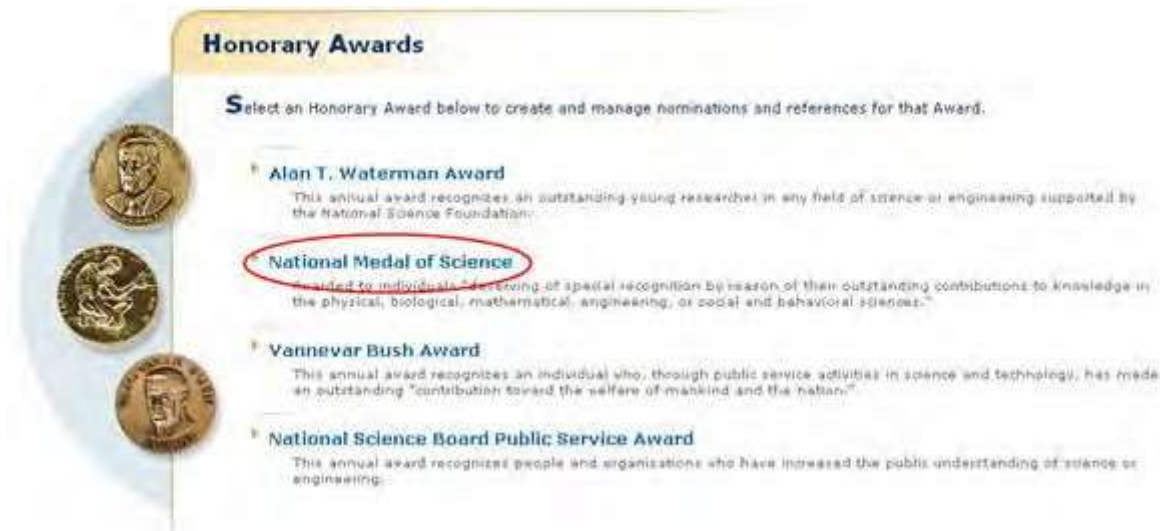 Honorary Awards
Select an Honorary Award below to create and manage nominations and references for that Award.
Alan T. Waterman Award
This annual award recognizes an outstanding young researcher in any field of science or engineering supported by
the National Science Foundation.
National Medal of Science
Awarded to individuals "deserving of special recognition by reason of their outstanding contributions to knowledge in
the physical, biological, mathematical, engineering, or social and behavioral sciences."
Vannevar Bush Award
This annual award recognizes an individual who, through public service activities in science and technology, has made
an outstanding "contribution toward the welfare of mankind and the nation."
National Science Board Public Service Award
This annual award recognizes people and organizations who have increased the public understanding of science or
engineering.